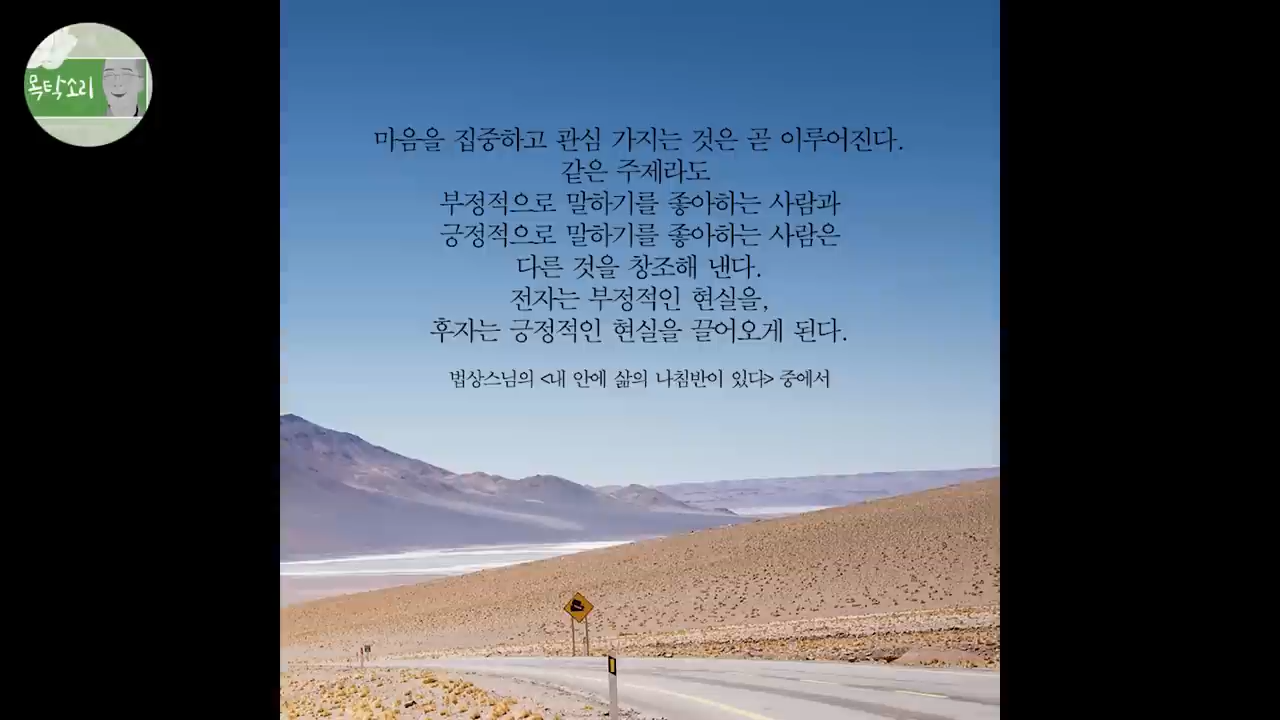 목탁소리
마음을 집중하고 관심 가지는 것은 곧 이루어진다.
같은 주제라도
부정적으로 말하기를 좋아하는 사람과
긍정적으로 말하기를 좋아하는 사람은
다른 것을 창조해 낸다.
전자는 부정적인 현실을,
후자는 긍정적인 현실을 끌어오게 된다.
법상스님의 <내 안에 삶의 나침반이 있다> 중에서